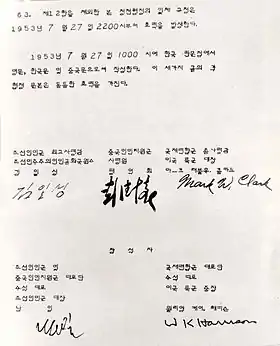 63. 제12항을 제외한 본 정전협정의 일체 규정은
1953년 7월 27일 2200시부터 효력을 발생한다.
1953년 7월 27일 1000시에 한국 판문점에서
영문, 한국문 및 중국문으로써 작성한다. 이 세가지 글의 각
협정 본문은 동등한 효력을 가진다.
조선인민군 최고사령관 중국인민지원군 국제련합군 총사령관
조선민주주의인민공화국원수 사령원 미국 륙군 대장
김일성 팽덕회 마-크 더블유. 클라크
김일성 彭德懷 Mark W. Clark
참석자
조선인민군 및 국제련합군 대표단
중국인민지원군 대표단 수석 대표
수석 대표 미국 륙군 중장
조선인민군 대장
남일 윌리암 케이. 해리슨
남일 W K Harrison